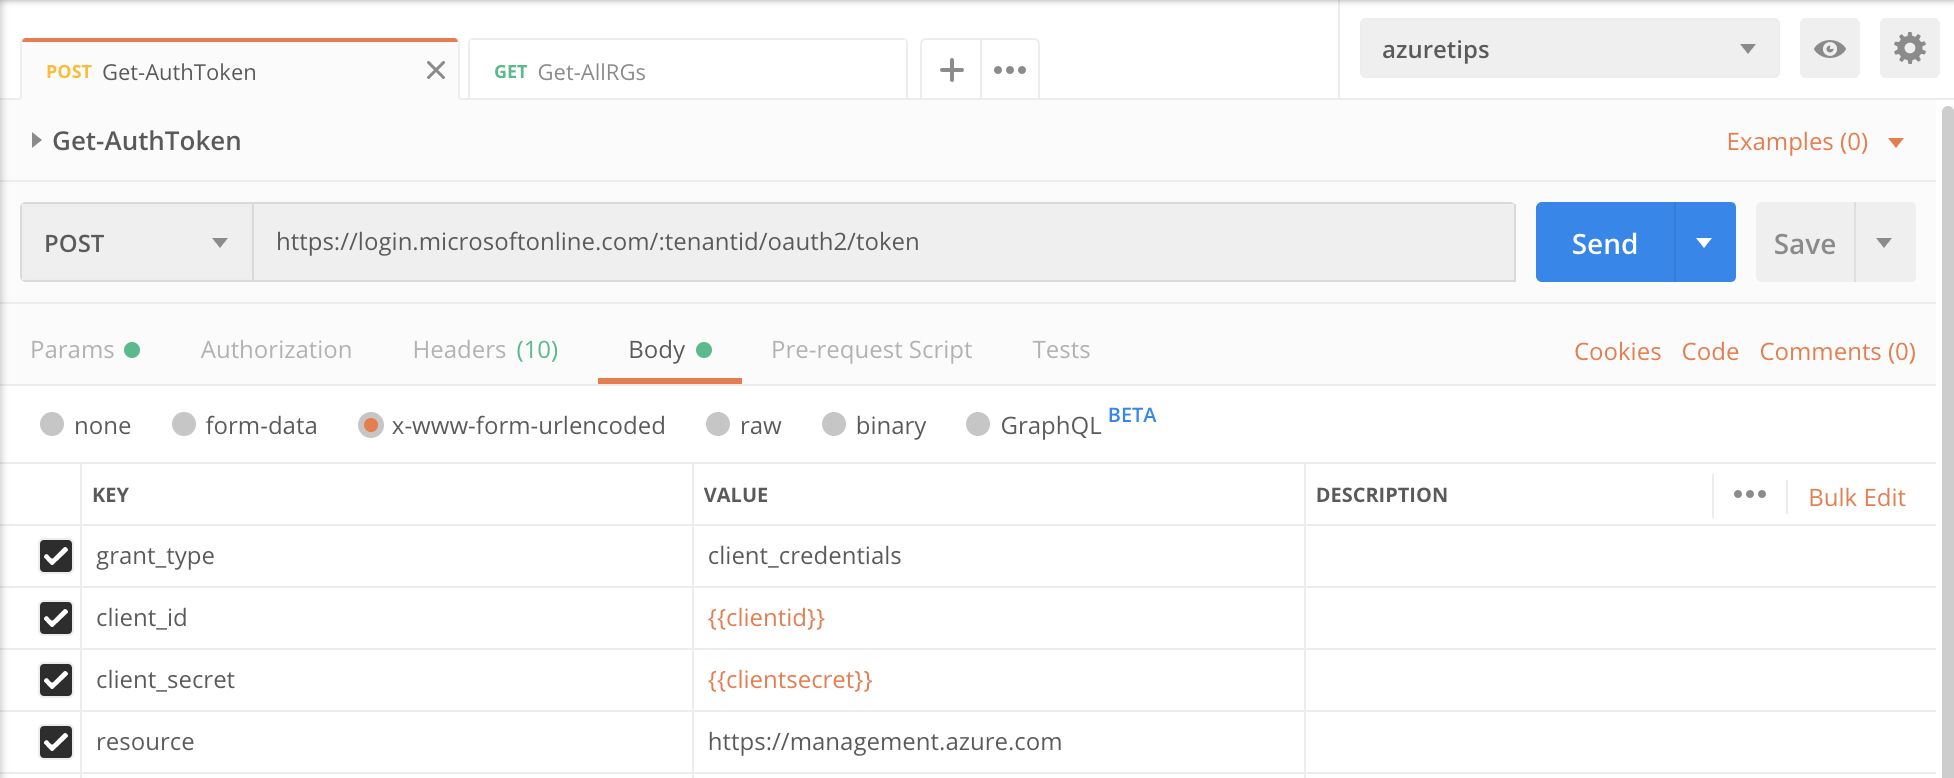 POST Get-AuthToken GET Get-AllRGs azuretips
Get-AuthToken Examples (0)
POST https://login.microsoftonline.com/:tenantid/oauth2/token Send Save
Params Authorization Headers (10) Body Pre-request Script Tests Cookies Code Comments (0)
none form-data x-www-form-urlencoded raw binary GraphQL BETA
KEY VALUE DESCRIPTION Bulk Edit
grant_type client_credentials
client_id {{clientid}}
client_secret {{clientsecret}}
resource https://management.azure.com